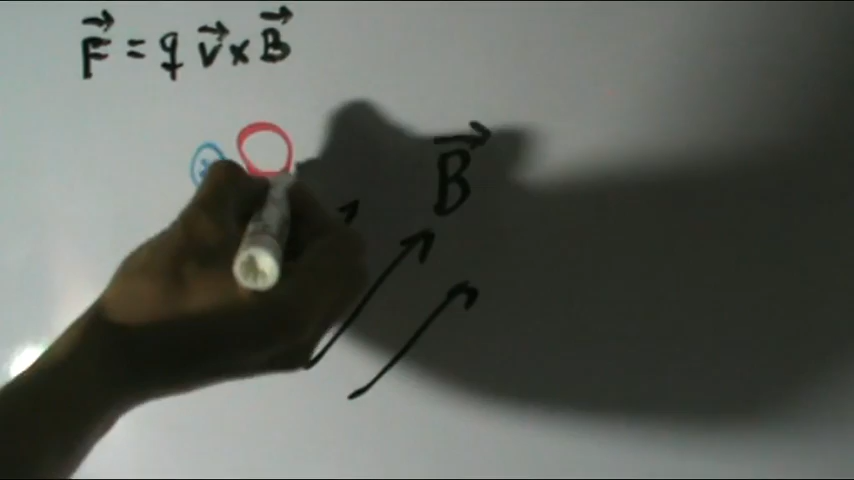 F⃗ = q v⃗ × B⃗
B⃗